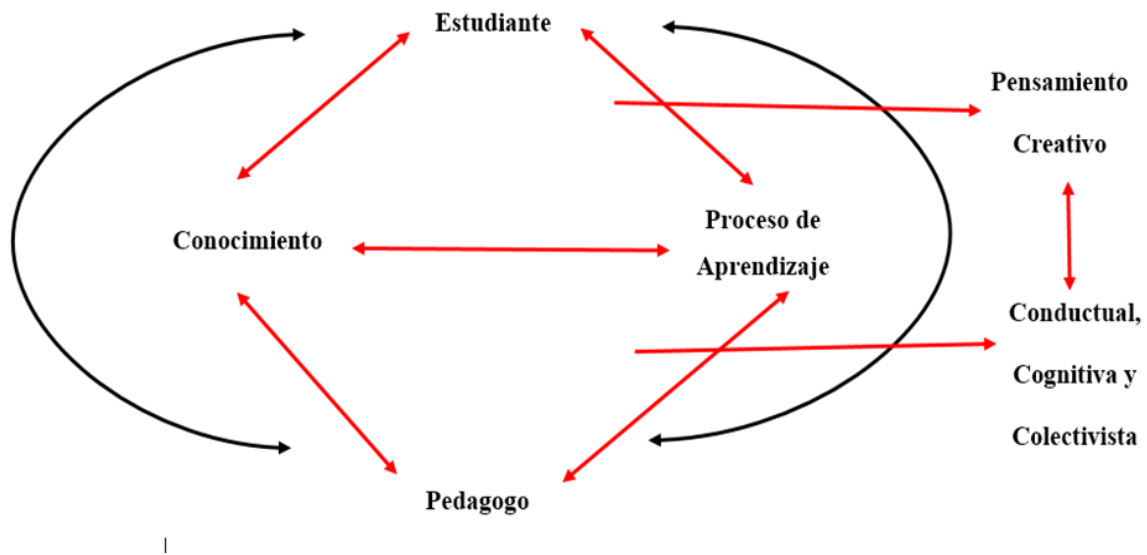 Estudiante
Pensamiento
Creativo
Conocimiento
Proceso de
Aprendizaje
Conductual,
Cognitiva y
Colectivista
Pedagogo